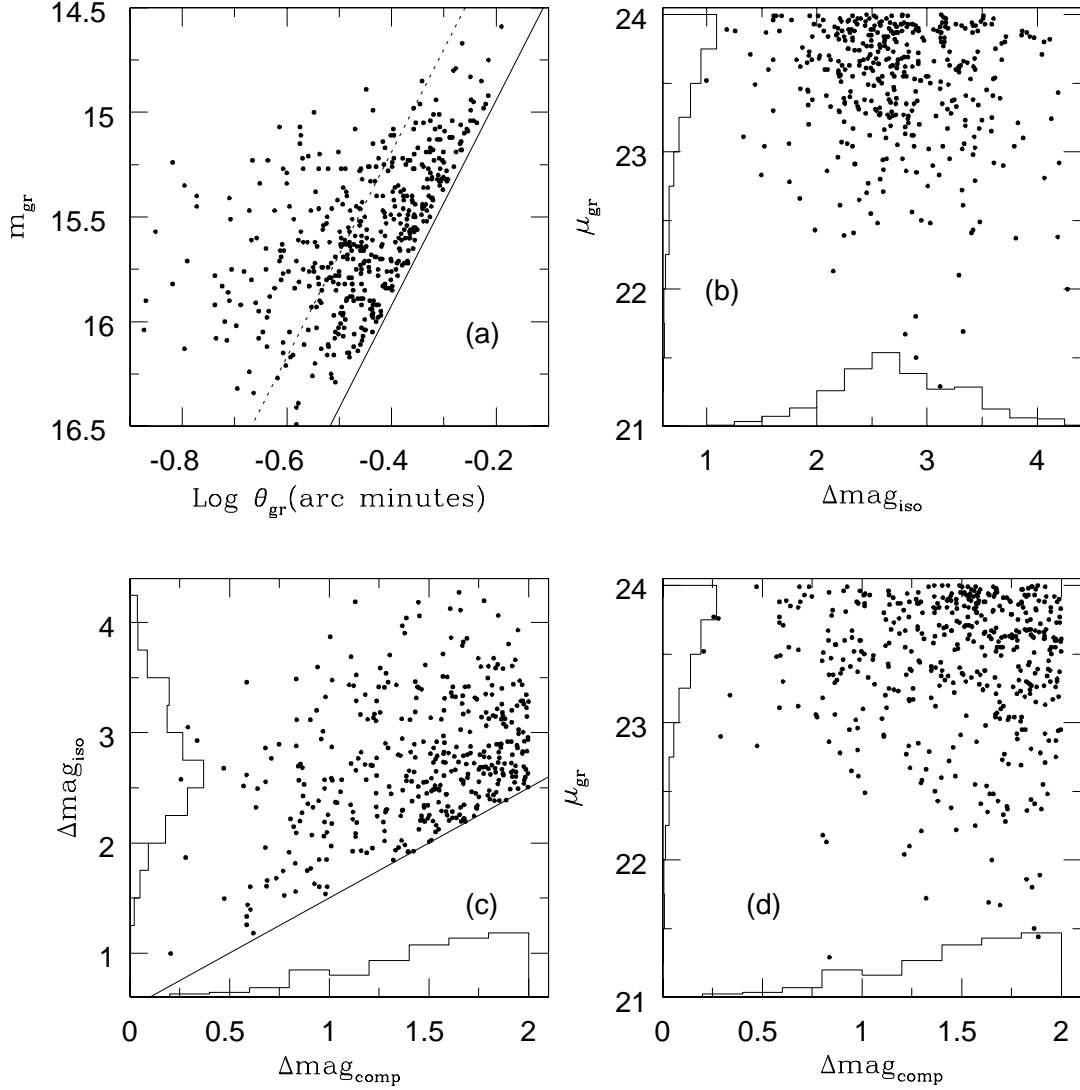 14.5
15
15.5
16
16.5
m_gr
(a)
-0.8 -0.6 -0.4 -0.2
Log θ_gr(arc minutes)
24
23
22
21
μ_gr
(b)
1 2 3 4
Δmag_iso
4
3
2
1
Δmag_iso
(c)
0 0.5 1 1.5 2
Δmag_comp
24
23
22
21
μ_gr
(d)
0 0.5 1 1.5 2
Δmag_comp